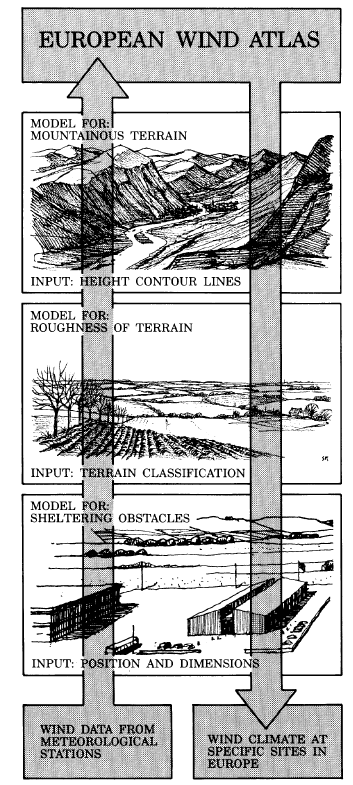 EUROPEAN WIND ATLAS
MODEL FOR:
MOUNTAINOUS TERRAIN
INPUT: HEIGHT CONTOUR LINES
MODEL FOR:
ROUGHNESS OF TERRAIN
INPUT: TERRAIN CLASSIFICATION
MODEL FOR:
SHELTERING OBSTACLES
INPUT: POSITION AND DIMENSIONS
WIND DATA FROM
METEOROLOGICAL
STATIONS
WIND CLIMATE AT
SPECIFIC SITES IN
EUROPE